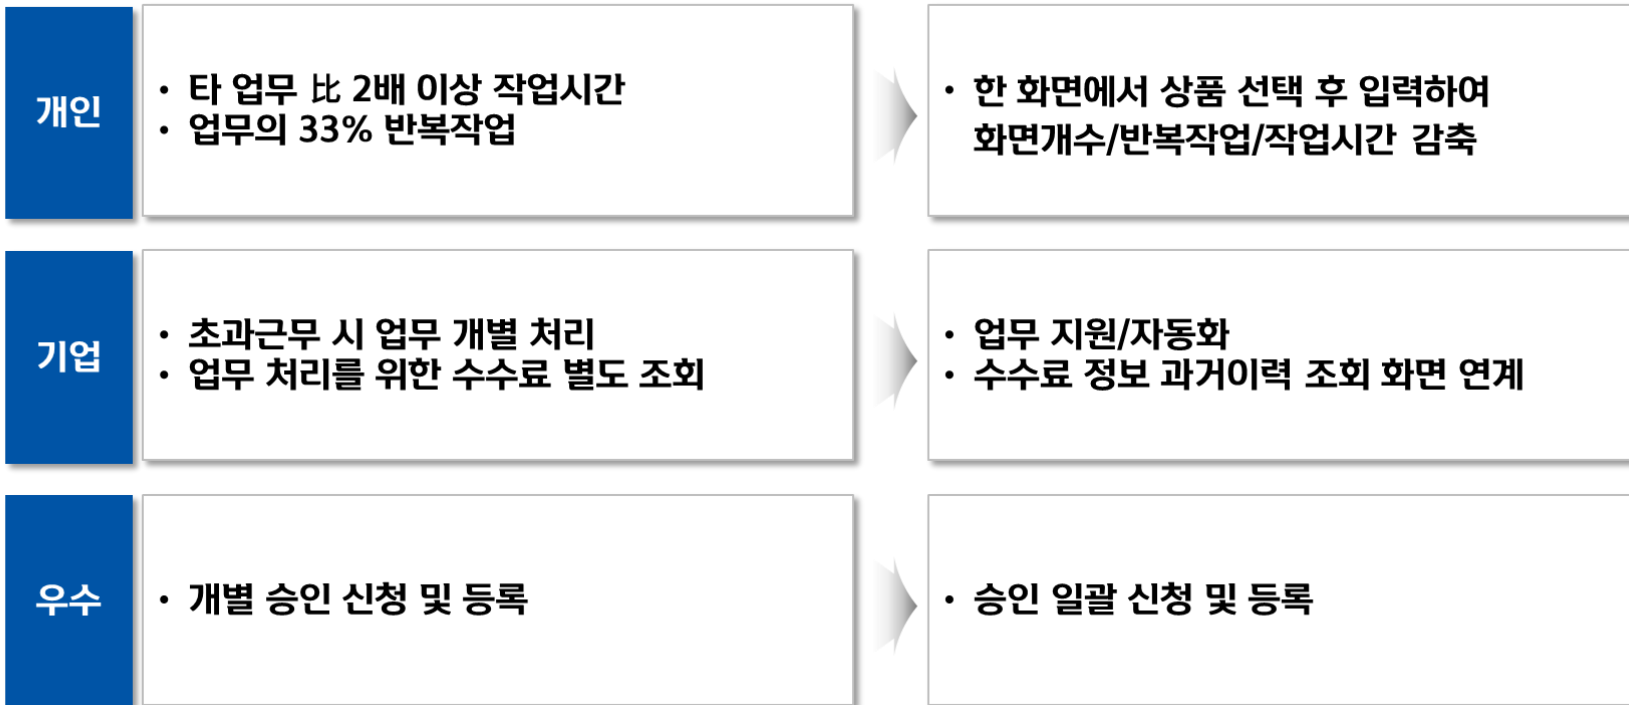 개인
• 타 업무 比 2배 이상 작업시간
• 업무의 33% 반복작업
• 한 화면에서 상품 선택 후 입력하여
화면개수/반복작업/작업시간 감축
기업
• 초과근무 시 업무 개별 처리
• 업무 처리를 위한 수수료 별도 조회
• 업무 지원/자동화
• 수수료 정보 과거이력 조회 화면 연계
우수
• 개별 승인 신청 및 등록
• 승인 일괄 신청 및 등록